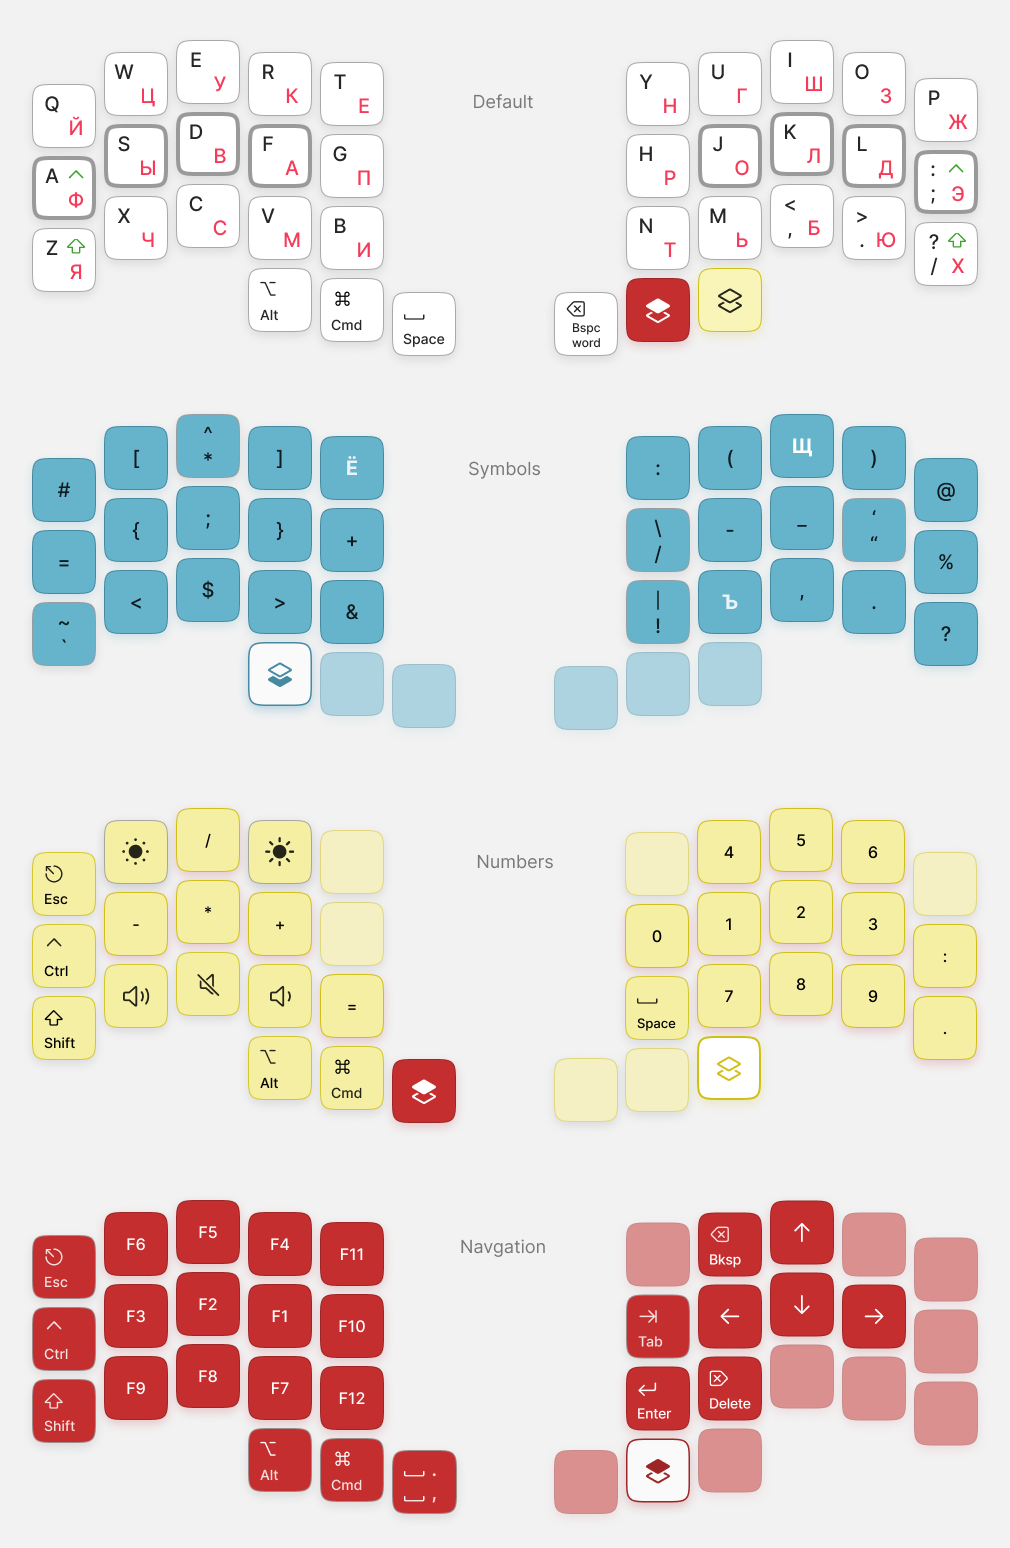 Default
Q Й
W Ц
E У
R К
T Е
Y Н
U Г
I Ш
O З
P Ж
A ^ Ф
S Ы
D В
F А
G П
H Р
J О
K Л
L Д
: ^
; Э
Z Я
X Ч
C С
V М
B И
N Т
M Ь
<
, Б
>
. Ю
?
/ Х
⌥
Alt
⌘
Cmd
Space
Bspc
word
Symbols
#
[
^
*
]
Ё
:
(
Щ
)
@
=
{
;
}
+
\
/
-
_
‘
“
%
~
`
<
$
>
&
|
!
Ъ
,
.
?
Numbers
Esc
/
4
5
6
^
Ctrl
-
*
+
0
1
2
3
:
Shift
=
Space
7
8
9
.
⌥
Alt
⌘
Cmd
Navgation
Esc
F6
F5
F4
F11
Bksp
↑
^
Ctrl
F3
F2
F1
F10
Tab
←
↓
→
Shift
F9
F8
F7
F12
Enter
Delete
⌥
Alt
⌘
Cmd
.
,